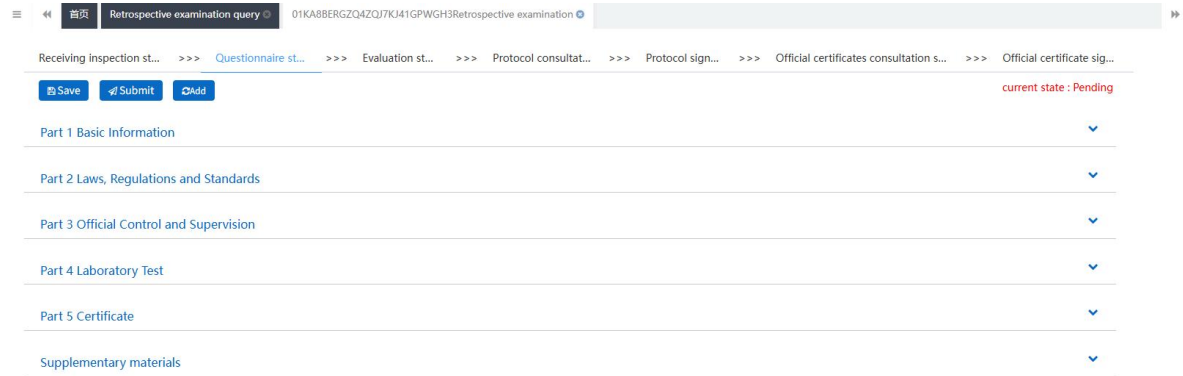 首页 Retrospective examination query 01KA8BERGZQ4ZQJ7KJ41GPWGH3Retrospective examination
Receiving inspection st... >>> Questionnaire st... >>> Evaluation st... >>> Protocol consultat... >>> Protocol sign... >>> Official certificates consultation s... >>> Official certificate sig...
Save Submit Add current state : Pending
Part 1 Basic Information
Part 2 Laws, Regulations and Standards
Part 3 Official Control and Supervision
Part 4 Laboratory Test
Part 5 Certificate
Supplementary materials